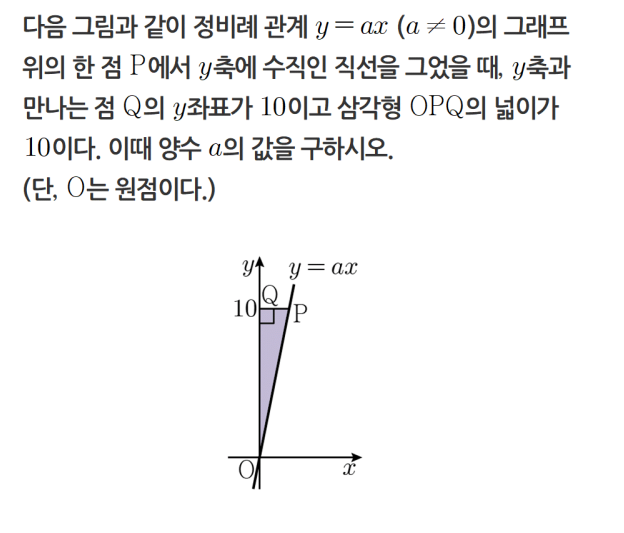 다음 그림과 같이 정비례 관계 y = ax (a ≠ 0)의 그래프
위의 한 점 P에서 y축에 수직인 직선을 그었을 때, y축과
만나는 점 Q의 y좌표가 10이고 삼각형 OPQ의 넓이가
10이다. 이때 양수 a의 값을 구하시오.
(단, O는 원점이다.)
y y = ax
Q
10 P
O x